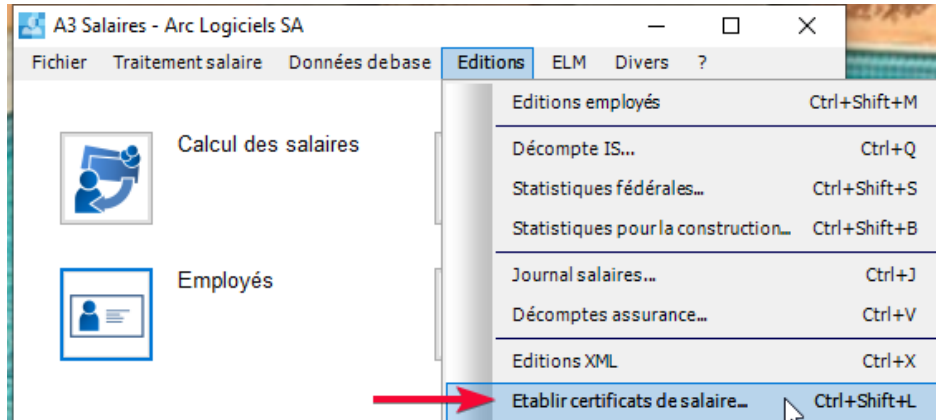 A3 Salaires - Arc Logiciels SA
Fichier Traitement salaire Données de base Editions ELM Divers ?
Editions employés Ctrl+Shift+M
Calcul des salaires
Décompte IS... Ctrl+Q
Statistiques fédérales... Ctrl+Shift+S
Statistiques pour la construction... Ctrl+Shift+B
Employés
Journal salaires... Ctrl+J
Décomptes assurance... Ctrl+V
Editions XML Ctrl+X
Etablir certificats de salaire... Ctrl+Shift+L